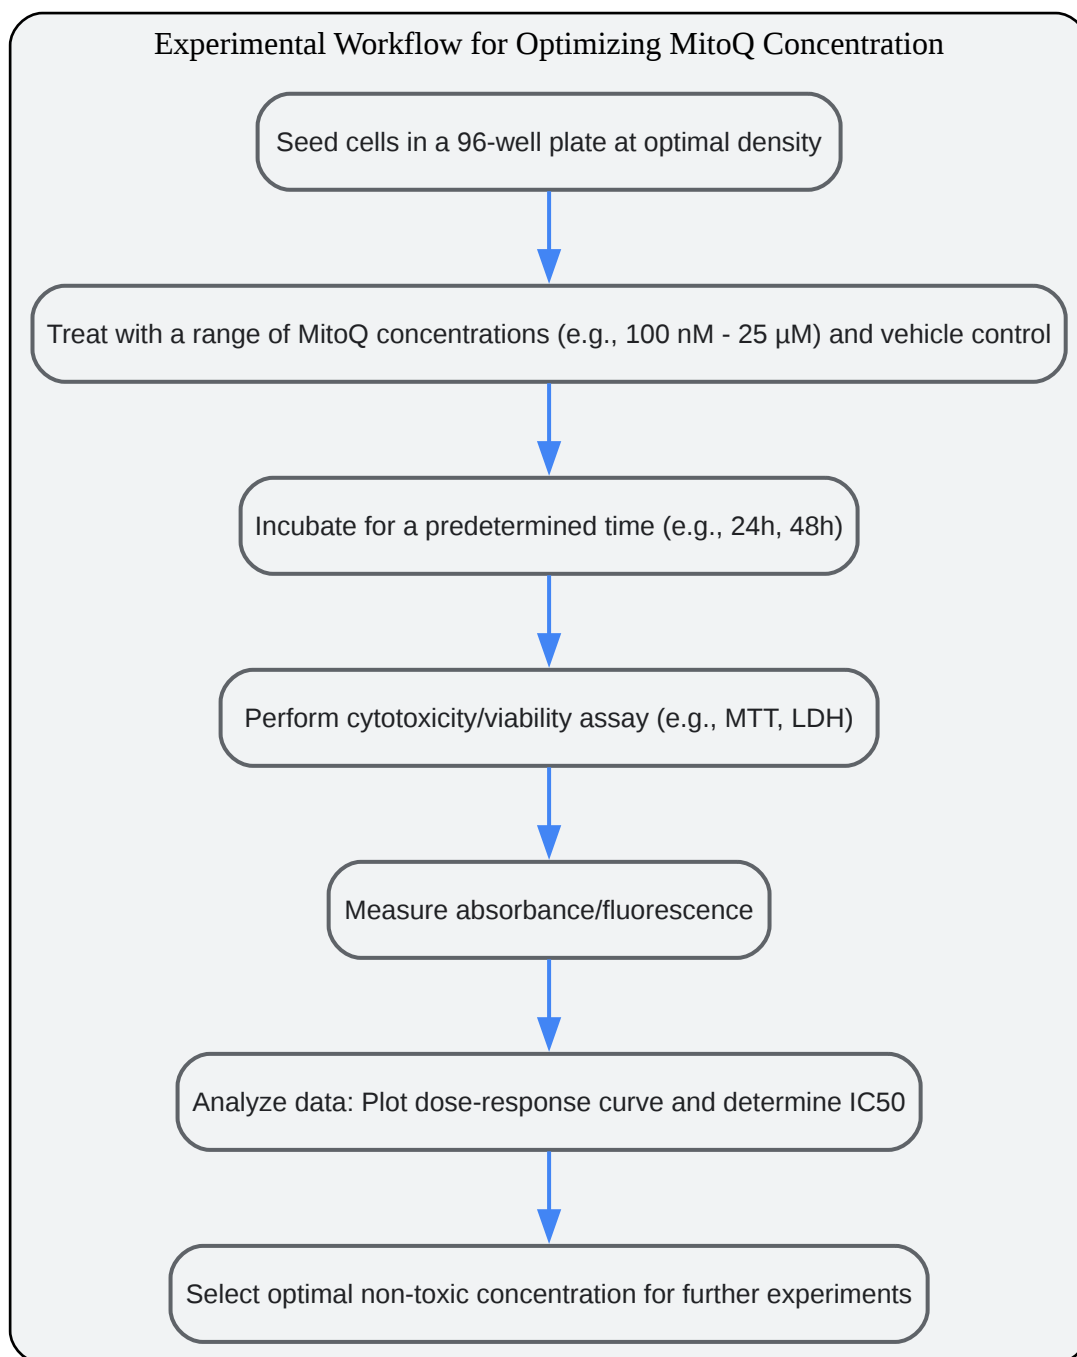 Experimental Workflow for Optimizing MitoQ Concentration
Seed cells in a 96-well plate at optimal density
Treat with a range of MitoQ concentrations (e.g., 100 nM - 25 µM) and vehicle control
Incubate for a predetermined time (e.g., 24h, 48h)
Perform cytotoxicity/viability assay (e.g., MTT, LDH)
Measure absorbance/fluorescence
Analyze data: Plot dose-response curve and determine IC50
Select optimal non-toxic concentration for further experiments